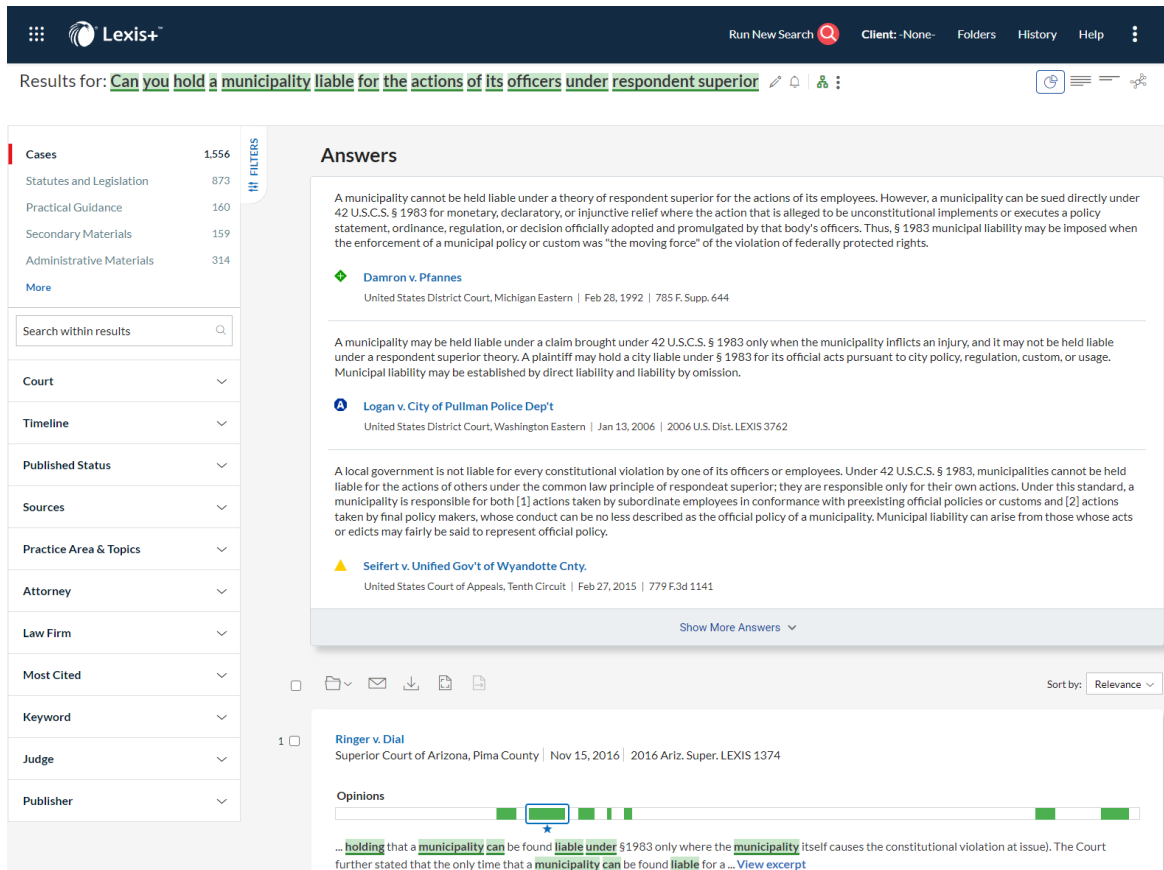 Lexis+™
Run New Search
Client: -None-
Folders
History
Help
Results for: Can you hold a municipality liable for the actions of its officers under respondent superior
Cases 1,556
Statutes and Legislation 873
Practical Guidance 160
Secondary Materials 159
Administrative Materials 314
More
FILTERS
Search within results
Court
Timeline
Published Status
Sources
Practice Area & Topics
Attorney
Law Firm
Most Cited
Keyword
Judge
Publisher
Answers
A municipality cannot be held liable under a theory of respondent superior for the actions of its employees. However, a municipality can be sued directly under
42 U.S.C.S. § 1983 for monetary, declaratory, or injunctive relief where the action that is alleged to be unconstitutional implements or executes a policy
statement, ordinance, regulation, or decision officially adopted and promulgated by that body's officers. Thus, § 1983 municipal liability may be imposed when
the enforcement of a municipal policy or custom was "the moving force" of the violation of federally protected rights.
Damron v. Pfannes
United States District Court, Michigan Eastern | Feb 28, 1992 | 785 F. Supp. 644
A municipality may be held liable under a claim brought under 42 U.S.C.S. § 1983 only when the municipality inflicts an injury, and it may not be held liable
under a respondent superior theory. A plaintiff may hold a city liable under § 1983 for its official acts pursuant to city policy, regulation, custom, or usage.
Municipal liability may be established by direct liability and liability by omission.
A
Logan v. City of Pullman Police Dep't
United States District Court, Washington Eastern | Jan 13, 2006 | 2006 U.S. Dist. LEXIS 3762
A local government is not liable for every constitutional violation by one of its officers or employees. Under 42 U.S.C.S. § 1983, municipalities cannot be held
liable for the actions of others under the common law principle of respondeat superior; they are responsible only for their own actions. Under this standard, a
municipality is responsible for both [1] actions taken by subordinate employees in conformance with preexisting official policies or customs and [2] actions
taken by final policy makers, whose conduct can be no less described as the official policy of a municipality. Municipal liability can arise from those whose acts
or edicts may fairly be said to represent official policy.
Seifert v. Unified Gov't of Wyandotte Cnty.
United States Court of Appeals, Tenth Circuit | Feb 27, 2015 | 779 F.3d 1141
Show More Answers
Sort by: Relevance
1
Ringer v. Dial
Superior Court of Arizona, Pima County | Nov 15, 2016 | 2016 Ariz. Super. LEXIS 1374
Opinions
... holding that a municipality can be found liable under §1983 only where the municipality itself causes the constitutional violation at issue). The Court
further stated that the only time that a municipality can be found liable for a ... View excerpt